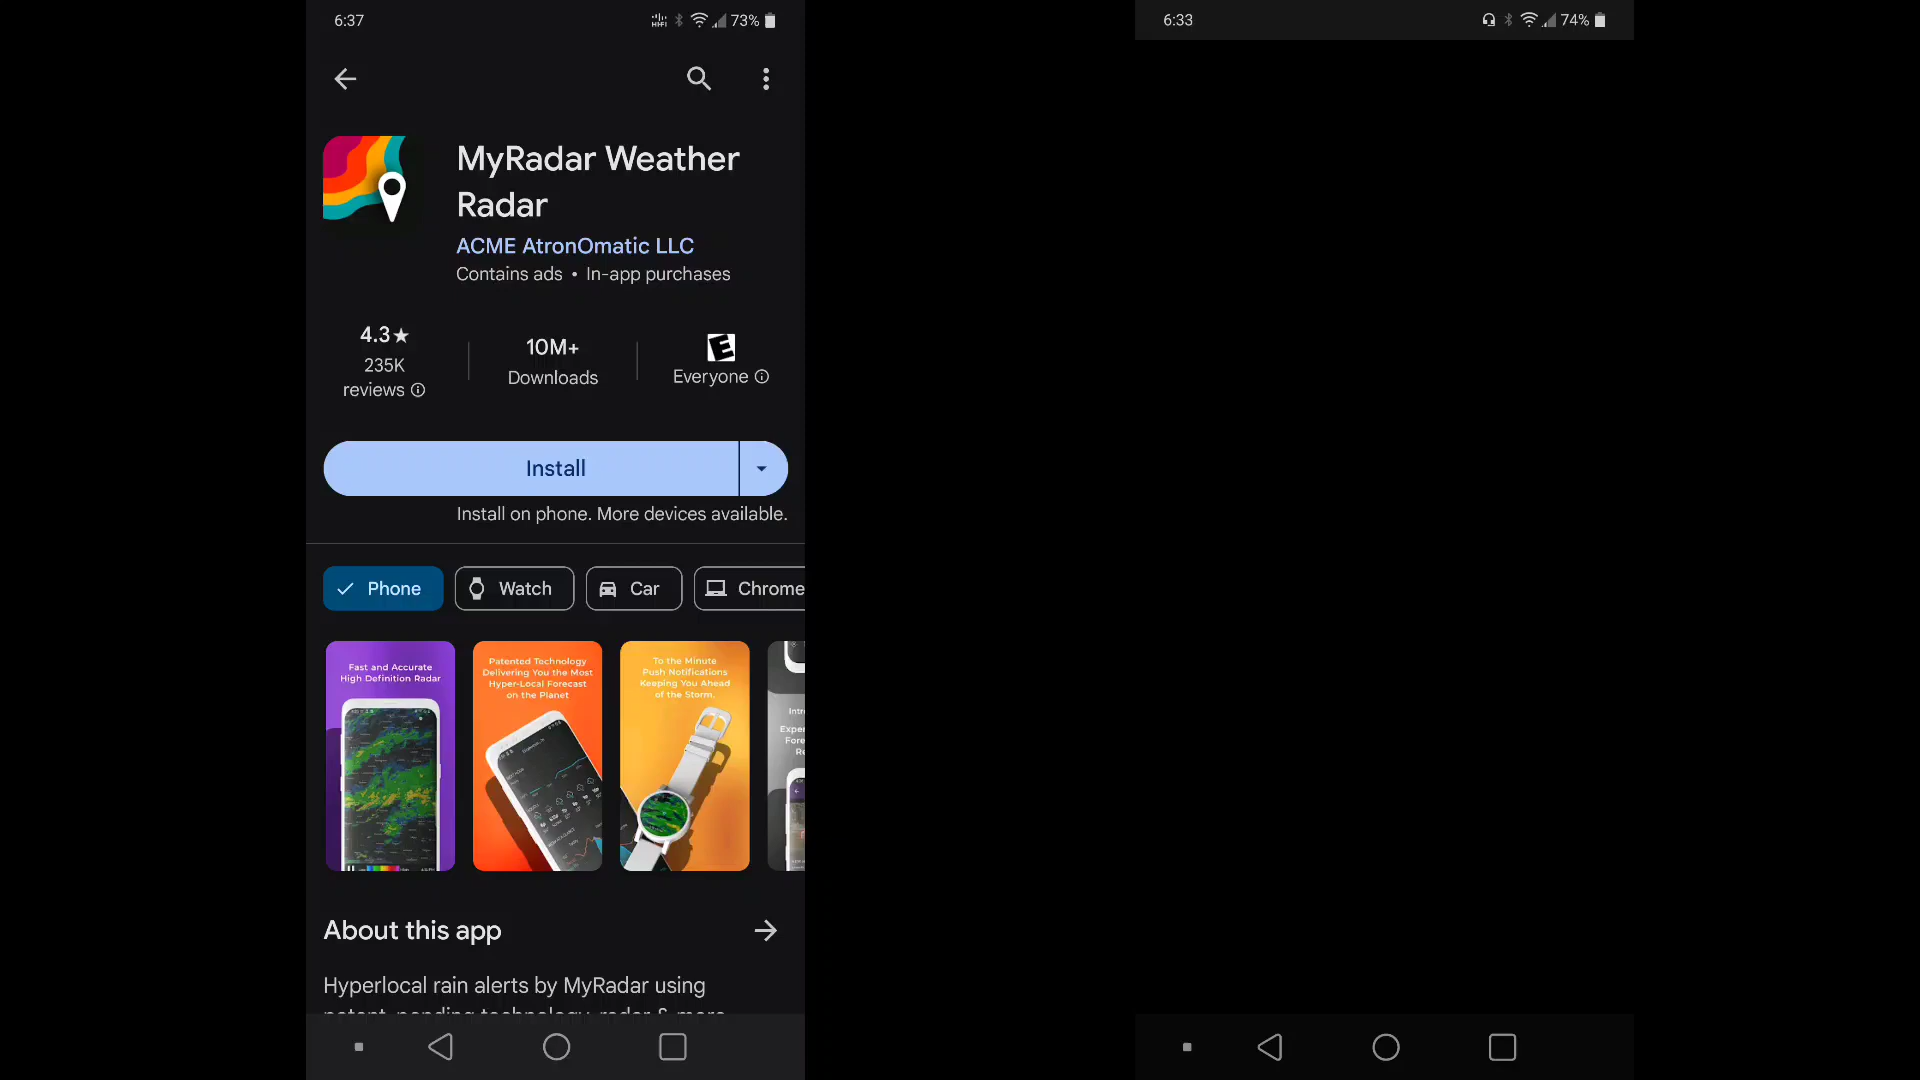 6:37
HiFi
73%
MyRadar Weather
Radar
ACME AtronOmatic LLC
Contains ads • In-app purchases
4.3★
235K
reviews
10M+
Downloads
E
Everyone
Install
Install on phone. More devices available.
Phone
Watch
Car
Chrome
Fast and Accurate
High Definition Radar
Patented Technology
Delivering You the Most
Hyper-Local Forecast
on the Planet
To the Minute
Push Notifications
Keeping You Ahead
of the Storm.
About this app
Hyperlocal rain alerts by MyRadar using
6:33
74%